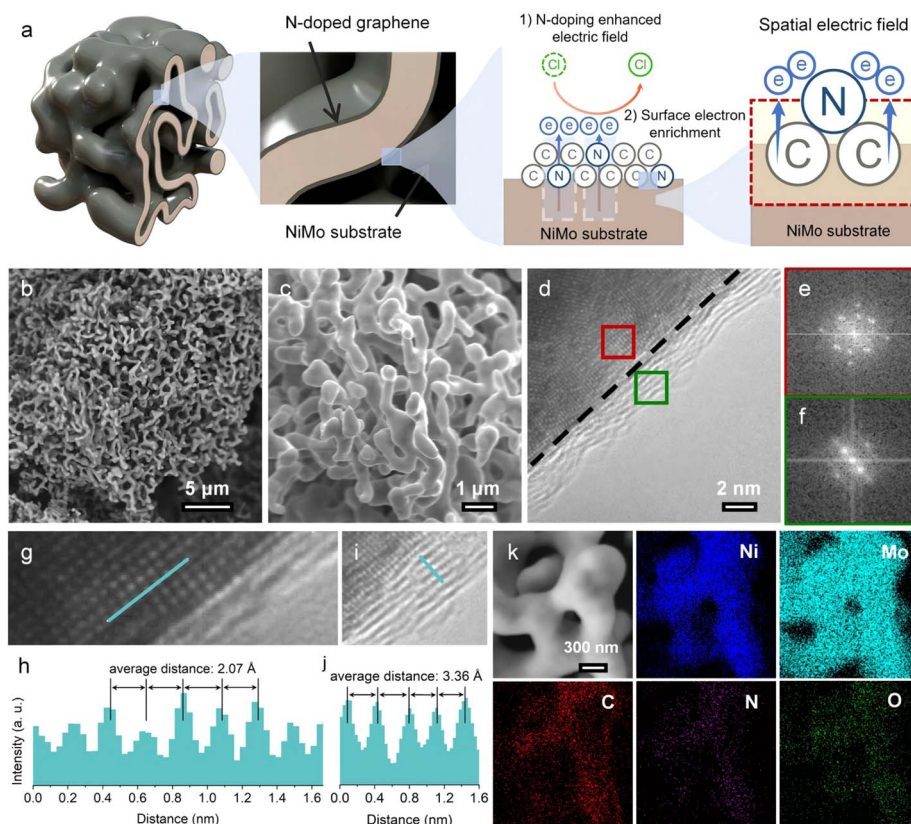 a
N-doped graphene
NiMo substrate
1) N-doping enhanced
electric field
Cl
Cl
2) Surface electron
enrichment
e e e e
C C N C C
C N C N C C N
NiMo substrate
Spatial electric field
e e e e
N
C C
NiMo substrate
b
5 μm
c
1 μm
d
2 nm
e
f
g
i
k
300 nm
Ni
Mo
h
average distance: 2.07 Å
Intensity (a. u.)
0.0 0.2 0.4 0.6 0.8 1.0 1.2 1.4 1.6
Distance (nm)
j
average distance: 3.36 Å
0.0 0.4 0.8 1.2 1.6
Distance (nm)
C
N
O